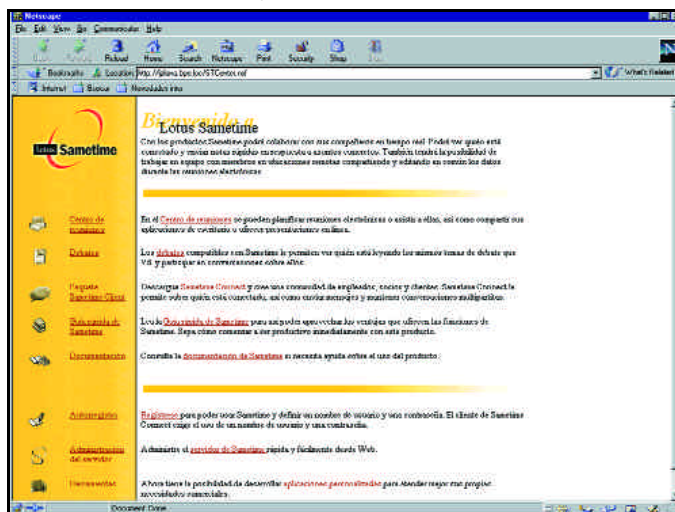 Netscape
File Edit View Go Communicator Help
Back Forward Reload Home Search Netscape Print Security Shop Stop
Bookmarks Location: What's Related
Internet Buscar
Bienvenido a
Lotus Sametime
Lotus Sametime
Con los productos Sametime podrá colaborar con sus compañeros en tiempo real. Podrá ver quién está
conectado y enviar notas rápidas en respuesta a asuntos concretos. También tendrá la posibilidad de
trabajar en equipo con miembros en ubicaciones remotas compartiendo y editando en común los datos
durante las reuniones electrónicas
Centro de
reuniones
En el Centro de reuniones se pueden planificar reuniones electrónicas o asistir a ellas, así como compartir sus
aplicaciones de escritorio u ofrecer presentaciones en línea.
Debates
Los debates compatibles con Sametime le permiten ver quién está leyendo los mismos temas de debate que
Vd. y participar en conversaciones sobre ellos.
Paquete
Sametime Client
Descargue Sametime Connect y cree una comunidad de empleados, socios y clientes. Sametime Connect le
permite saber quién está conectado, así como enviar mensajes y mantener conversaciones multipartitas.
Guía rápida de
Sametime
Lea la Guía rápida de Sametime para así poder aprovechar las ventajas que ofrecen las funciones de
Sametime. Sepa cómo comenzar a ser productivo inmediatamente con este producto.
Documentación
Consulte la documentación de Sametime si necesita ayuda sobre el uso del producto.
Autorregistro
Regístrese para poder usar Sametime y definir un nombre de usuario y una contraseña. El cliente de Sametime
Connect exige el uso de un nombre de usuario y una contraseña.
Administración
del servidor
Administre el servidor de Sametime rápida y fácilmente desde Web.
Herramientas
Ahora tiene la posibilidad de desarrollar aplicaciones personalizadas para atender mejor sus propias
necesidades comerciales.
Document Done